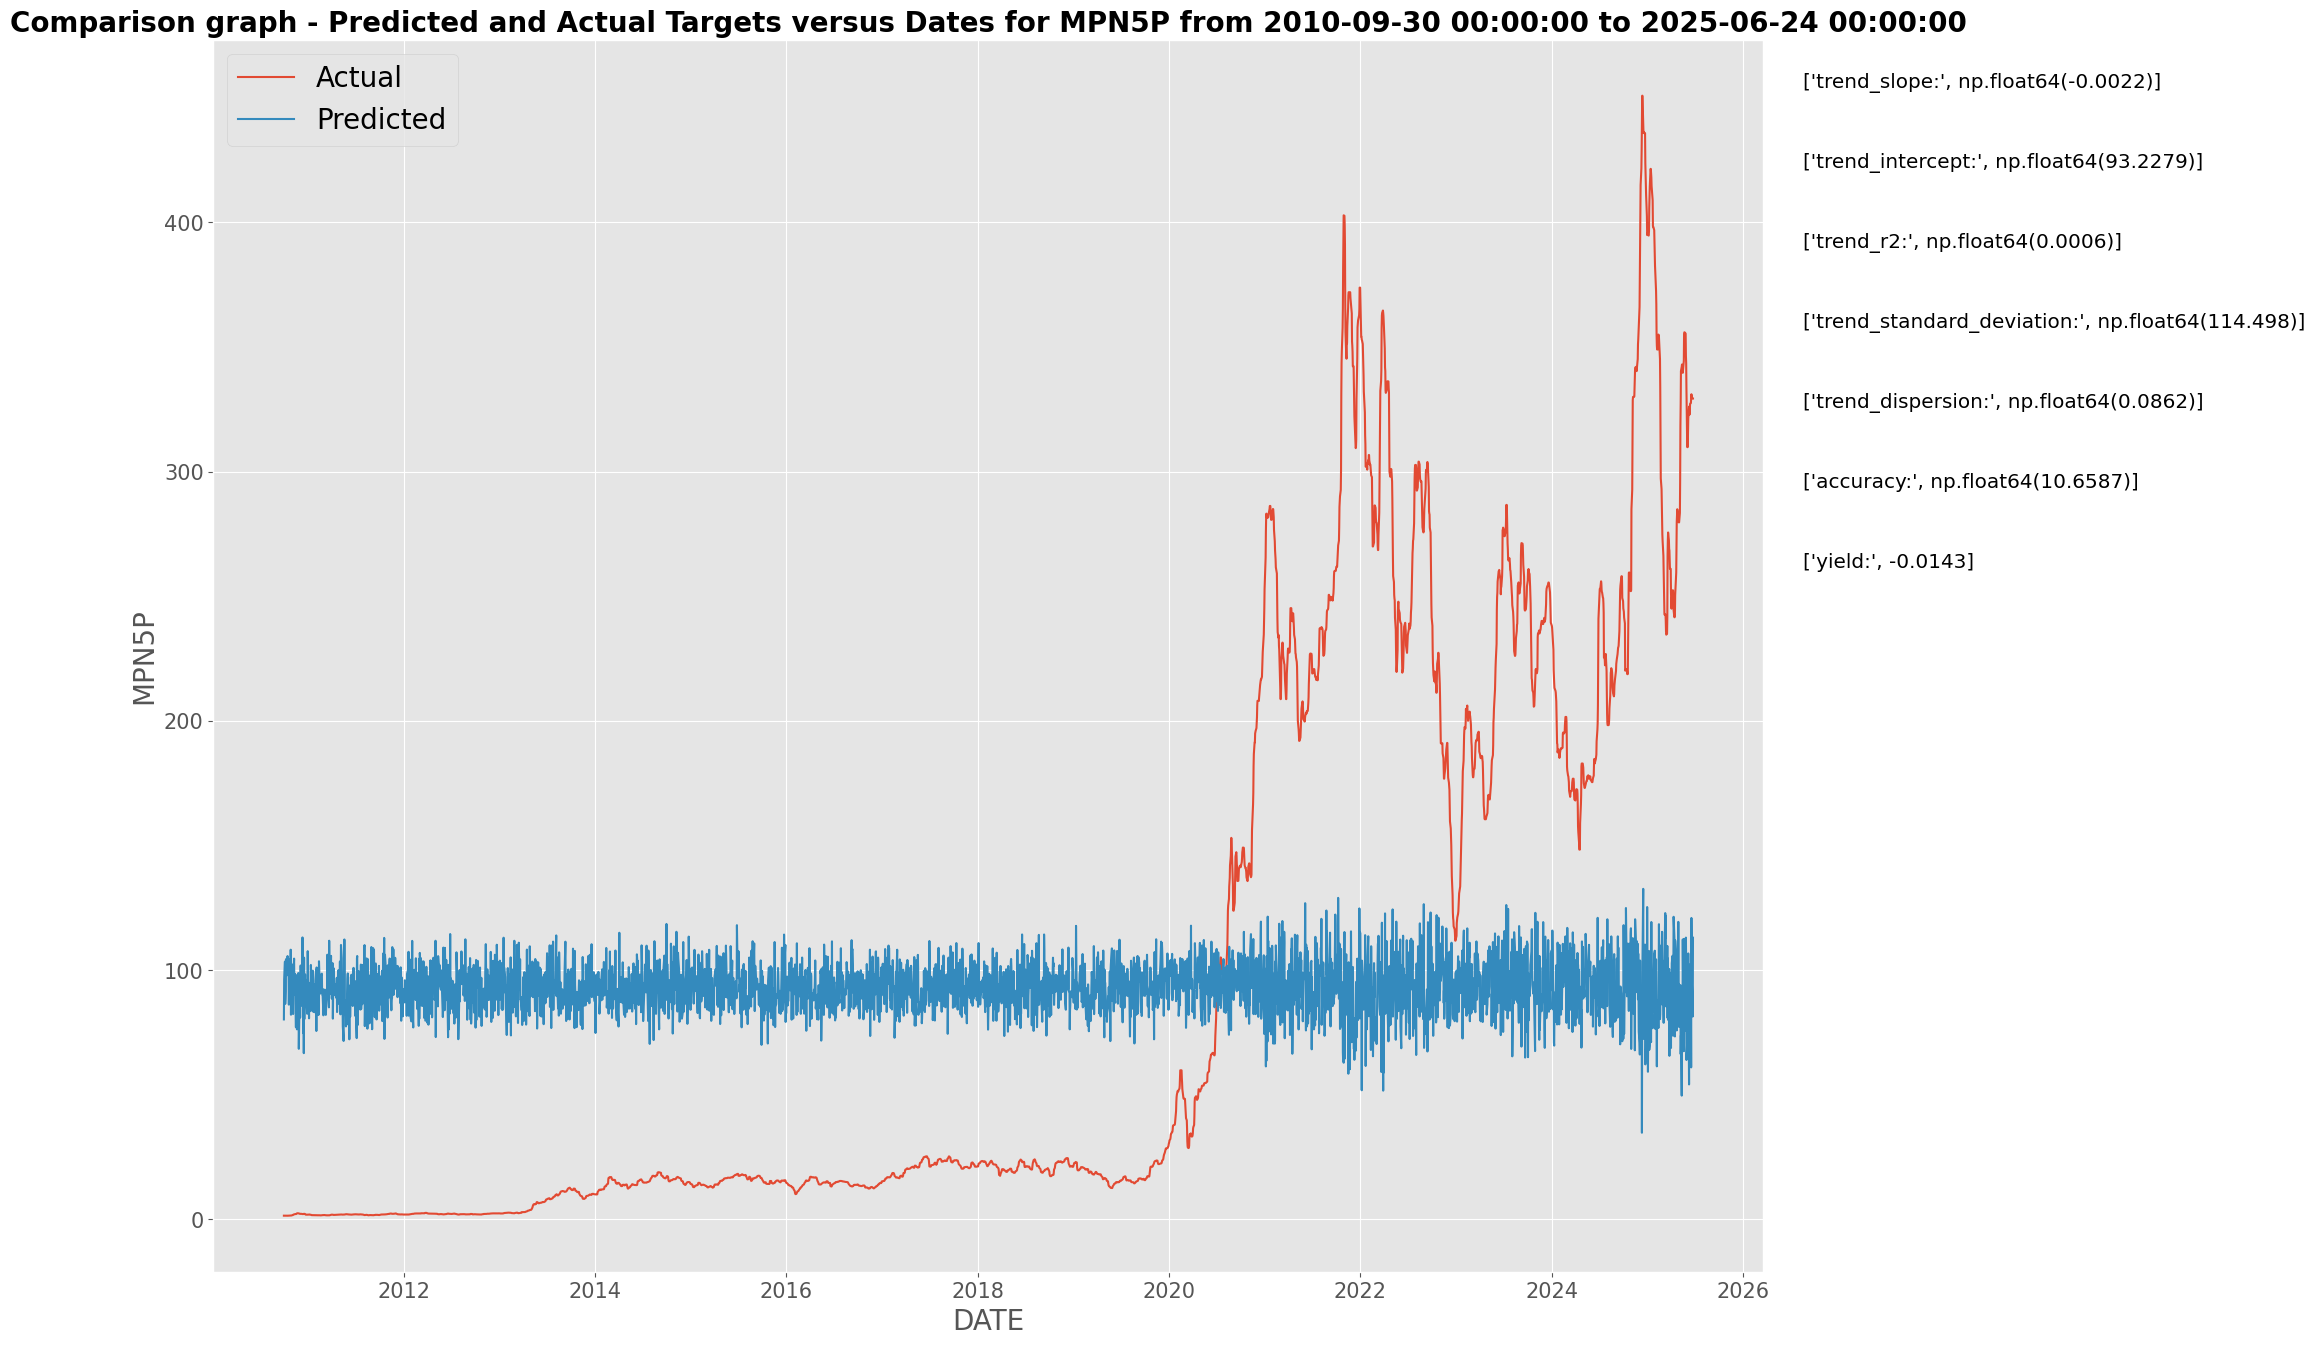 Comparison graph - Predicted and Actual Targets versus Dates for MPN5P from 2010-09-30 00:00:00 to 2025-06-24 00:00:00
Actual
Predicted
['trend_slope:', np.float64(-0.0022)]
['trend_intercept:', np.float64(93.2279)]
['trend_r2:', np.float64(0.0006)]
['trend_standard_deviation:', np.float64(114.498)]
['trend_dispersion:', np.float64(0.0862)]
['accuracy:', np.float64(10.6587)]
['yield:', -0.0143]
MPN5P
400
300
200
100
0
2012 2014 2016 2018 2020 2022 2024 2026
DATE